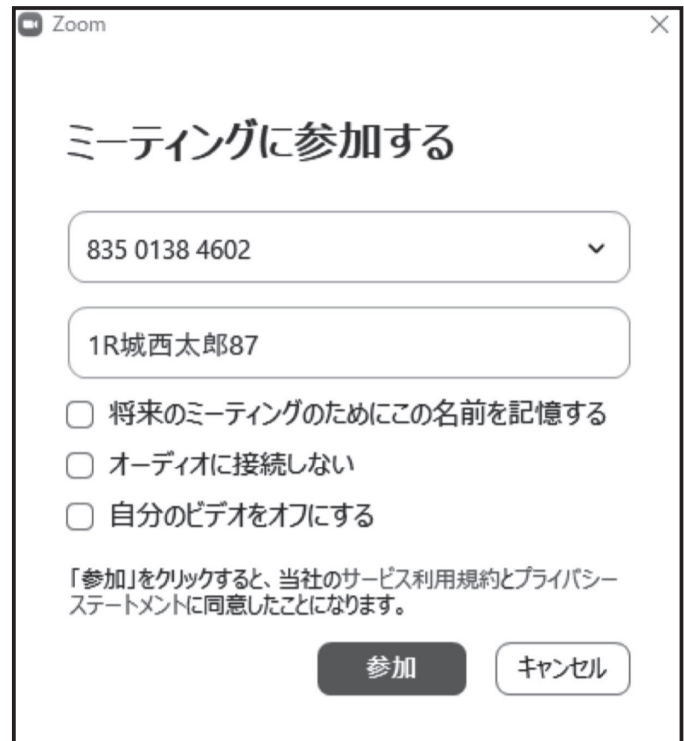 Zoom
ミーティングに参加する
835 0138 4602
1R城西太郎87
将来のミーティングのためにこの名前を記憶する
オーディオに接続しない
自分のビデオをオフにする
「参加」をクリックすると、当社のサービス利用規約とプライバシー
ステートメントに同意したことになります。
参加 キャンセル